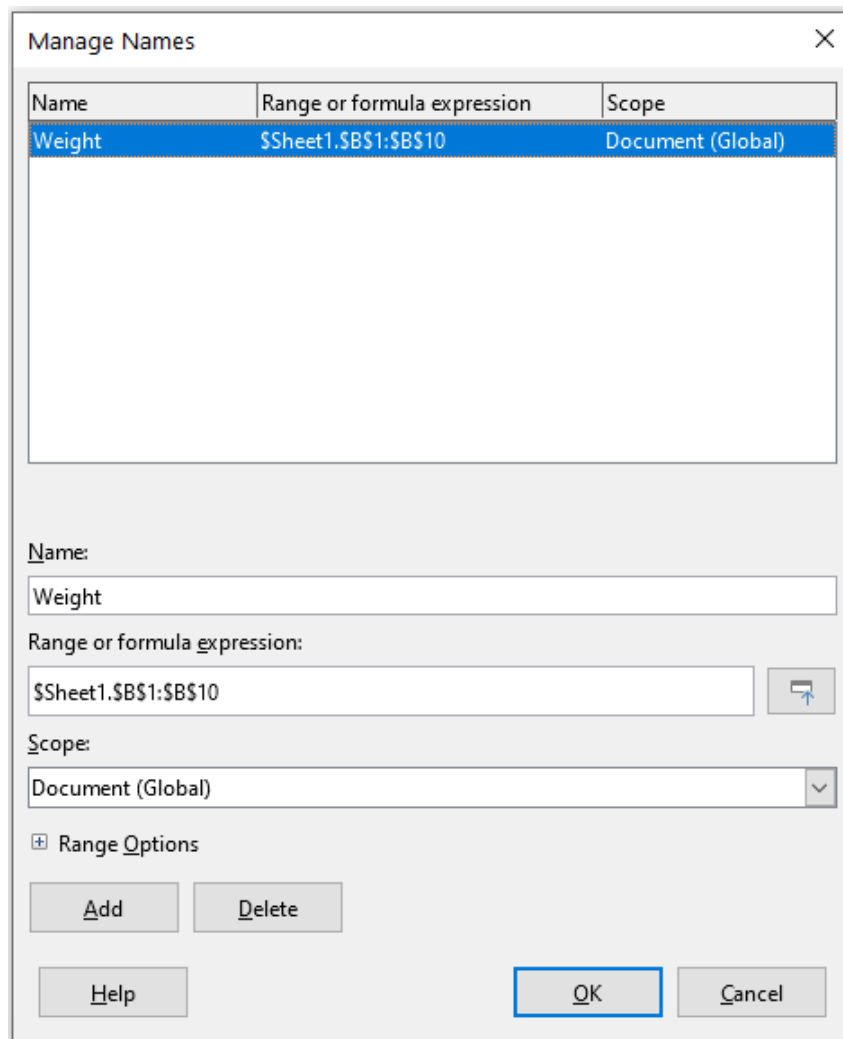 Manage Names
Name Range or formula expression Scope
Weight $Sheet1.$B$1:$B$10 Document (Global)
Name:
Weight
Range or formula expression:
$Sheet1.$B$1:$B$10
Scope:
Document (Global)
Range Options
Add Delete
Help OK Cancel